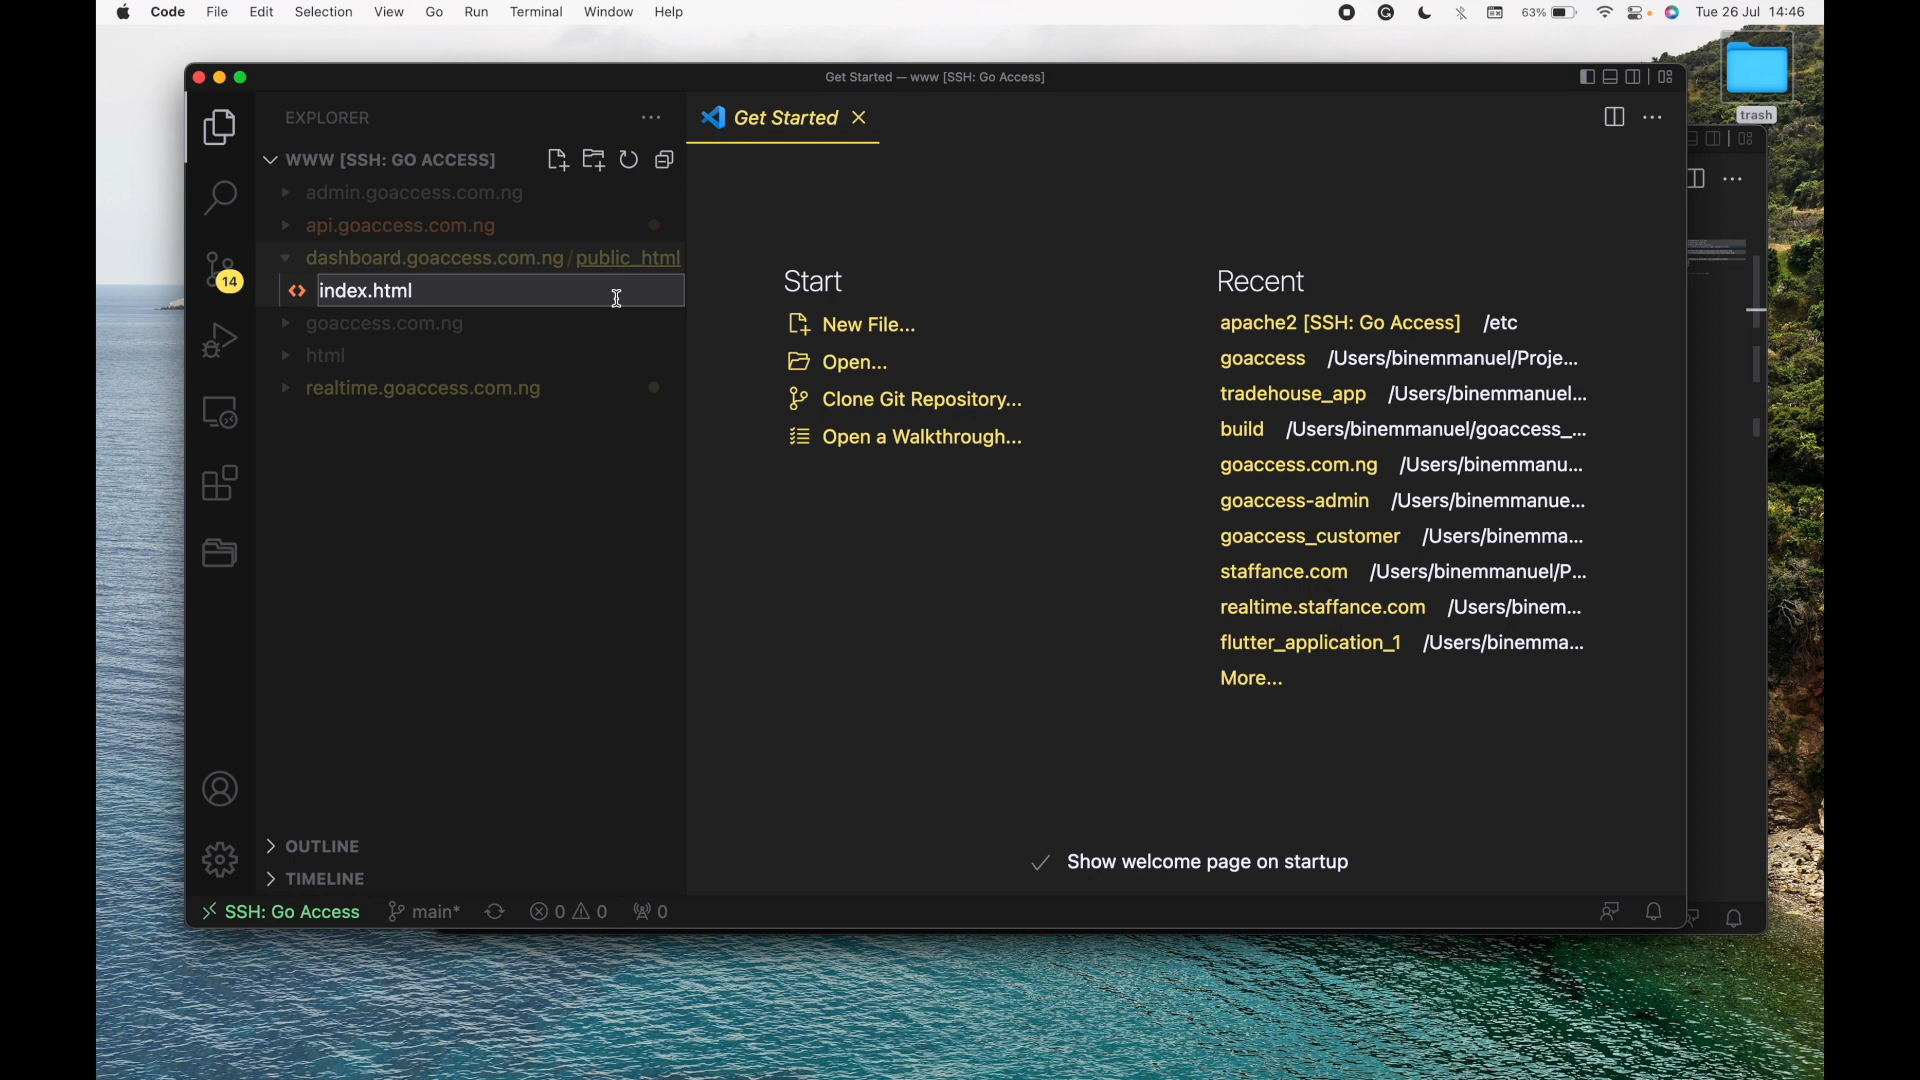 Code File Edit Selection View Go Run Terminal Window Help 63% Tue 26 Jul 14:46
trash
Get Started — www [SSH: Go Access]
EXPLORER
Get Started
WWW [SSH: GO ACCESS]
admin.goaccess.com.ng
api.goaccess.com.ng
dashboard.goaccess.com.ng / public_html
index.html
goaccess.com.ng
html
realtime.goaccess.com.ng
14
OUTLINE
TIMELINE
Start
New File...
Open...
Clone Git Repository...
Open a Walkthrough...
Recent
apache2 [SSH: Go Access] /etc
goaccess /Users/binemmanuel/Proje...
tradehouse_app /Users/binemmanuel...
build /Users/binemmanuel/goaccess_...
goaccess.com.ng /Users/binemmanu...
goaccess-admin /Users/binemmanue...
goaccess_customer /Users/binemma...
staffance.com /Users/binemmanuel/P...
realtime.staffance.com /Users/binem...
flutter_application_1 /Users/binemma...
More...
Show welcome page on startup
SSH: Go Access main* 0 0 0